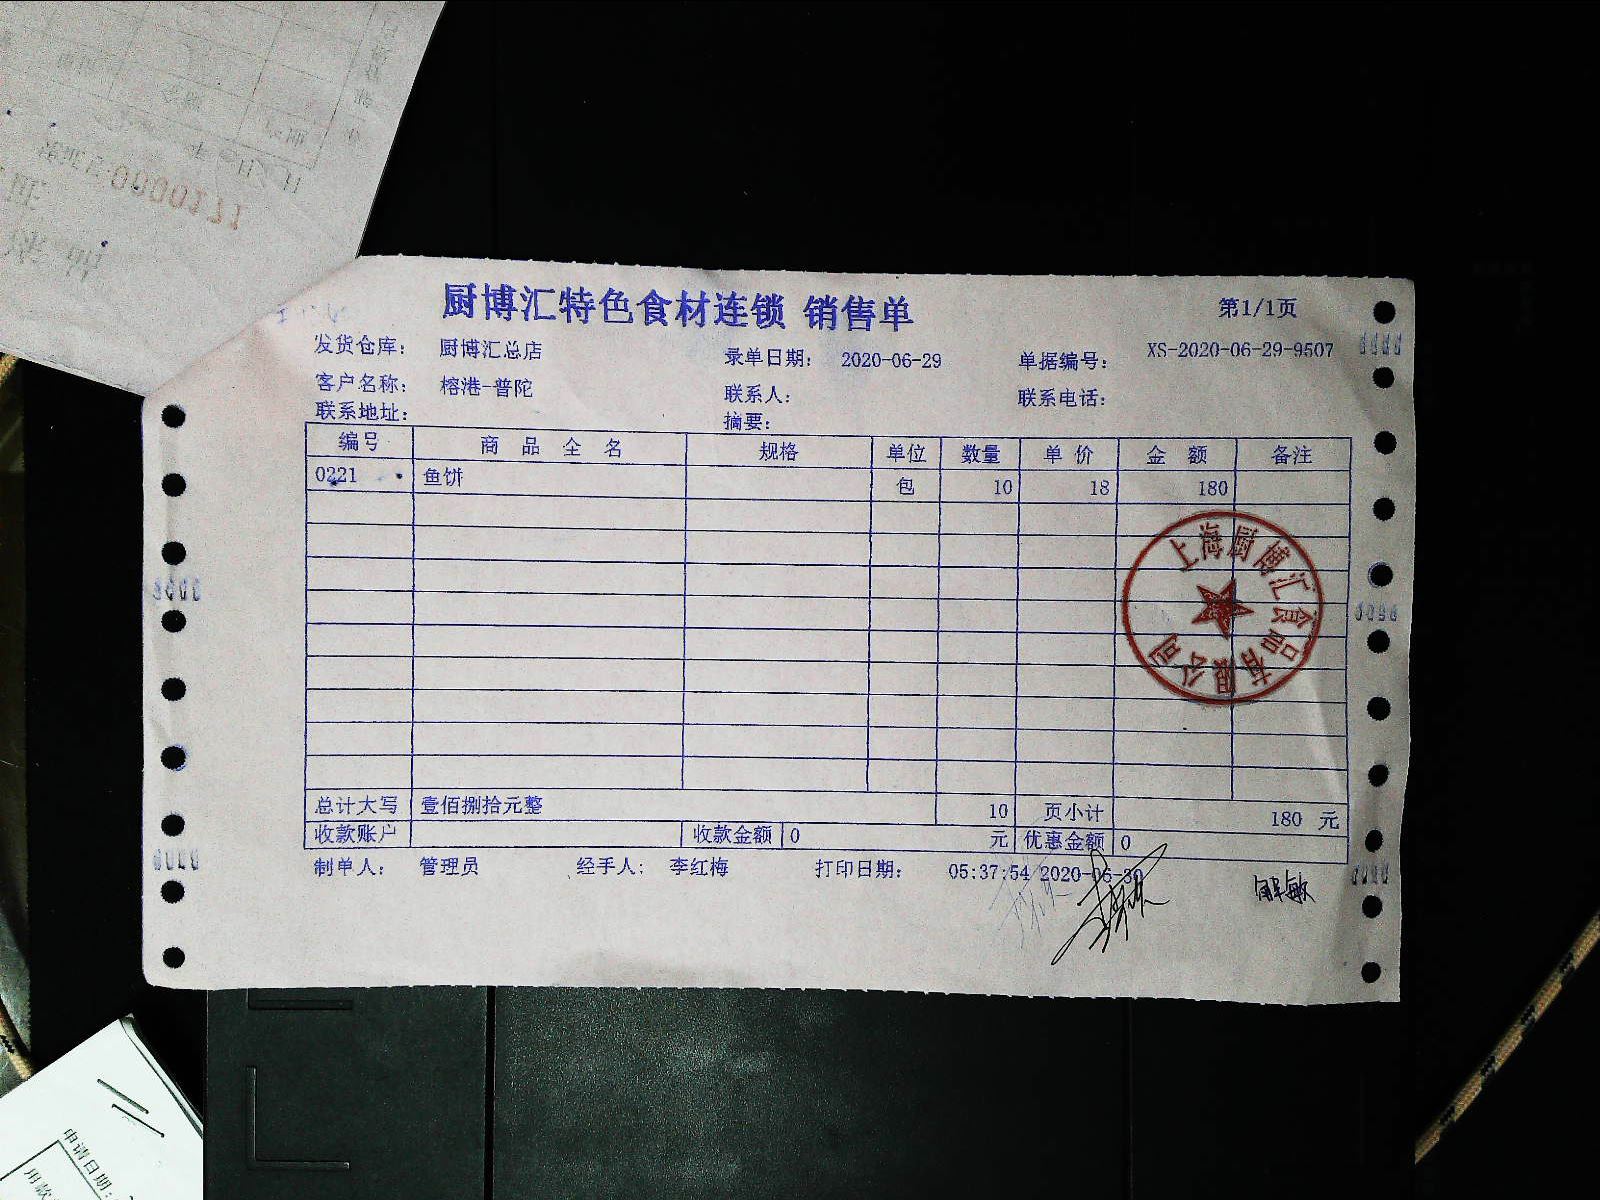 厨博汇特色食材连锁 销售单 第1/1页
发货仓库： 厨博汇总店 录单日期： 2020-06-29 单据编号： XS-2020-06-29-9507
客户名称： 榕港-普陀 联系人： 联系电话：
联系地址： 摘要：
编号 商品全名 规格 单位 数量 单价 金额 备注
0221 鱼饼 包 10 18 180
上海厨博汇食品有限公司
总计大写 壹佰捌拾元整 10 页小计 180 元
收款账户 收款金额 0 元 优惠金额 0
制单人： 管理员 经手人： 李红梅 打印日期： 05:37:54 2020-06-30
0000171
申请日期：
用款